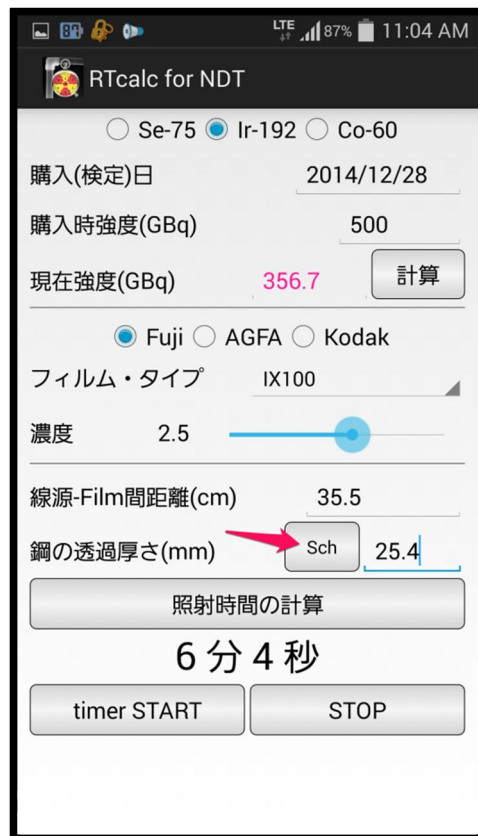 LTE 87% 11:04 AM
RTcalc for NDT
Se-75 Ir-192 Co-60
購入(検定)日 2014/12/28
購入時強度(GBq) 500
現在強度(GBq) 356.7 計算
Fuji AGFA Kodak
フィルム・タイプ IX100
濃度 2.5
線源-Film間距離(cm) 35.5
鋼の透過厚さ(mm) Sch 25.4
照射時間の計算
6 分 4 秒
timer START STOP